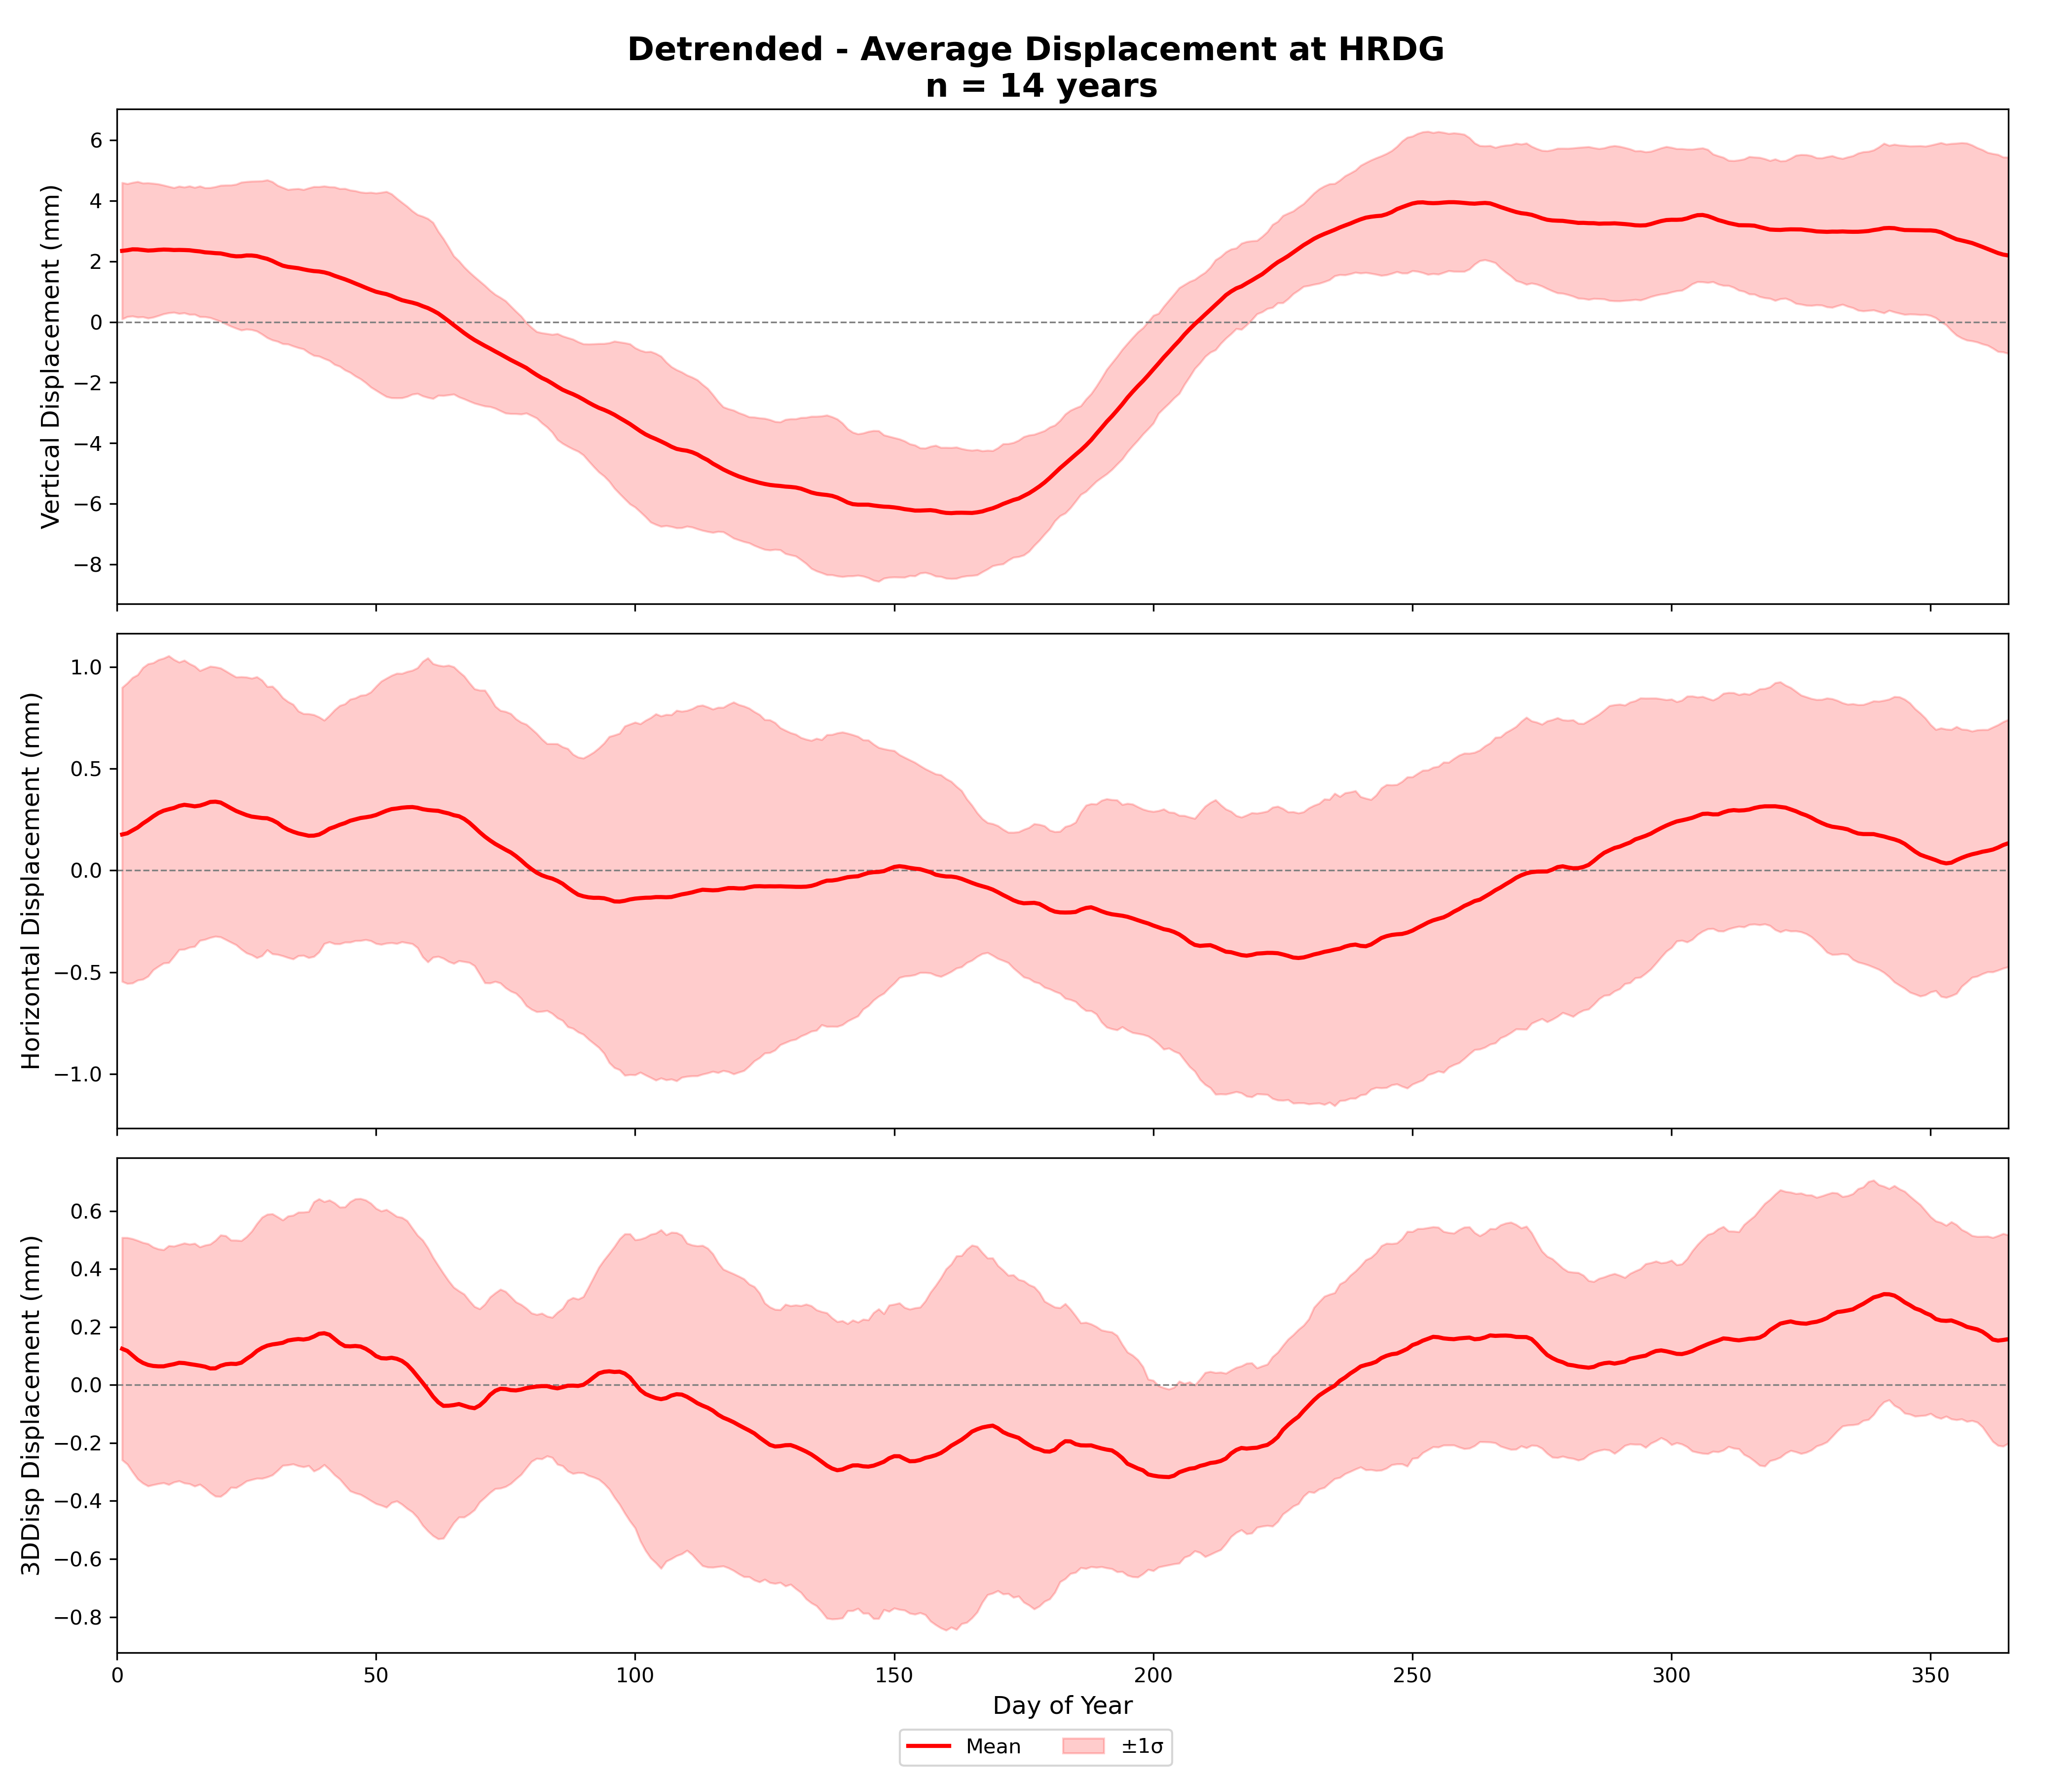 Detrended - Average Displacement at HRDG
n = 14 years
Vertical Displacement (mm)
6
4
2
0
−2
−4
−6
−8
Horizontal Displacement (mm)
1.0
0.5
0.0
−0.5
−1.0
3DDisp Displacement (mm)
0.6
0.4
0.2
0.0
−0.2
−0.4
−0.6
−0.8
0 50 100 150 200 250 300 350
Day of Year
Mean ±1σ